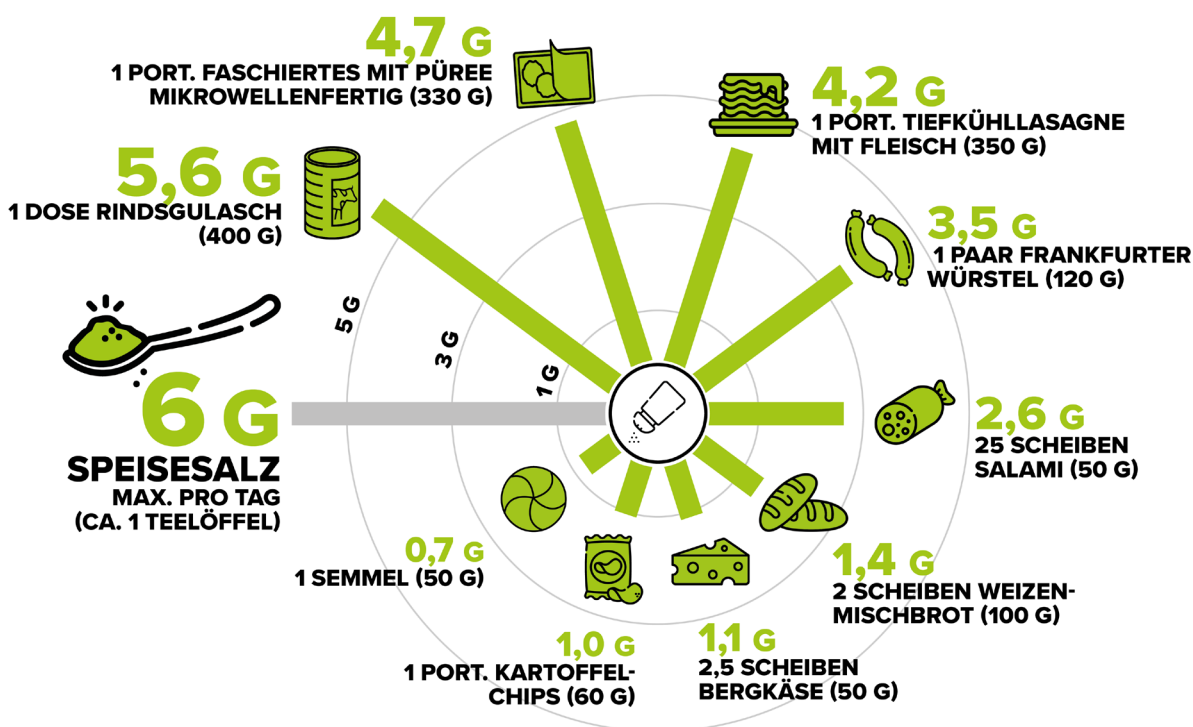 4,7 G
1 PORT. FASCHIERTES MIT PÜREE
MIKROWELLENFERTIG (330 G)
4,2 G
1 PORT. TIEFKÜHLLASAGNE
MIT FLEISCH (350 G)
5,6 G
1 DOSE RINDSGULASCH
(400 G)
3,5 G
1 PAAR FRANKFURTER
WÜRSTEL (120 G)
5 G
3 G
1 G
6 G
SPEISESALZ
MAX. PRO TAG
(CA. 1 TEELÖFFEL)
2,6 G
25 SCHEIBEN
SALAMI (50 G)
0,7 G
1 SEMMEL (50 G)
1,4 G
2 SCHEIBEN WEIZEN-
MISCHBROT (100 G)
1,0 G
1 PORT. KARTOFFEL-
CHIPS (60 G)
1,1 G
2,5 SCHEIBEN
BERGKÄSE (50 G)